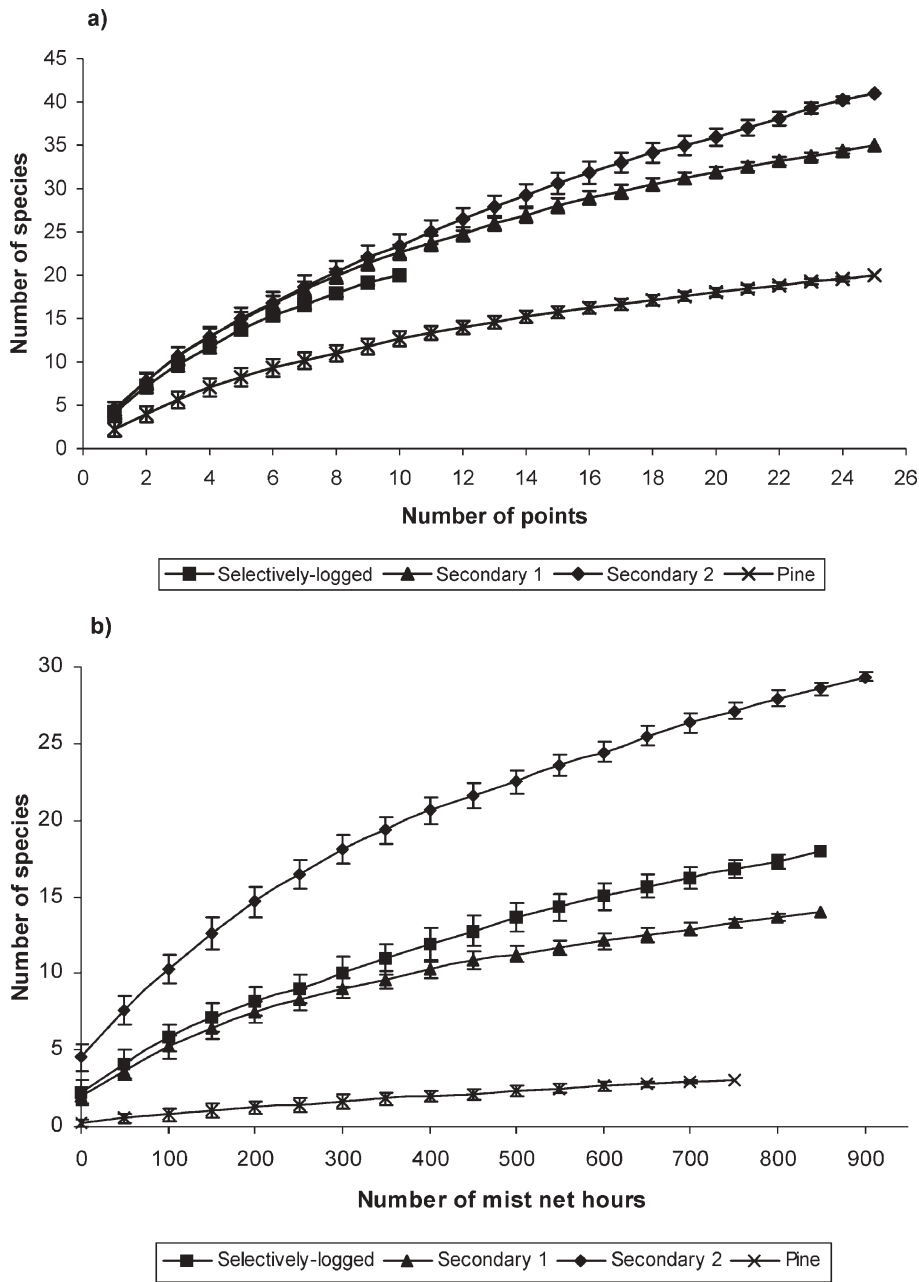 a)
Number of species
45
40
35
30
25
20
15
10
5
0
0 2 4 6 8 10 12 14 16 18 20 22 24 26
Number of points
Selectively-logged Secondary 1 Secondary 2 Pine
b)
Number of species
30
25
20
15
10
5
0
0 100 200 300 400 500 600 700 800 900
Number of mist net hours
Selectively-logged Secondary 1 Secondary 2 Pine